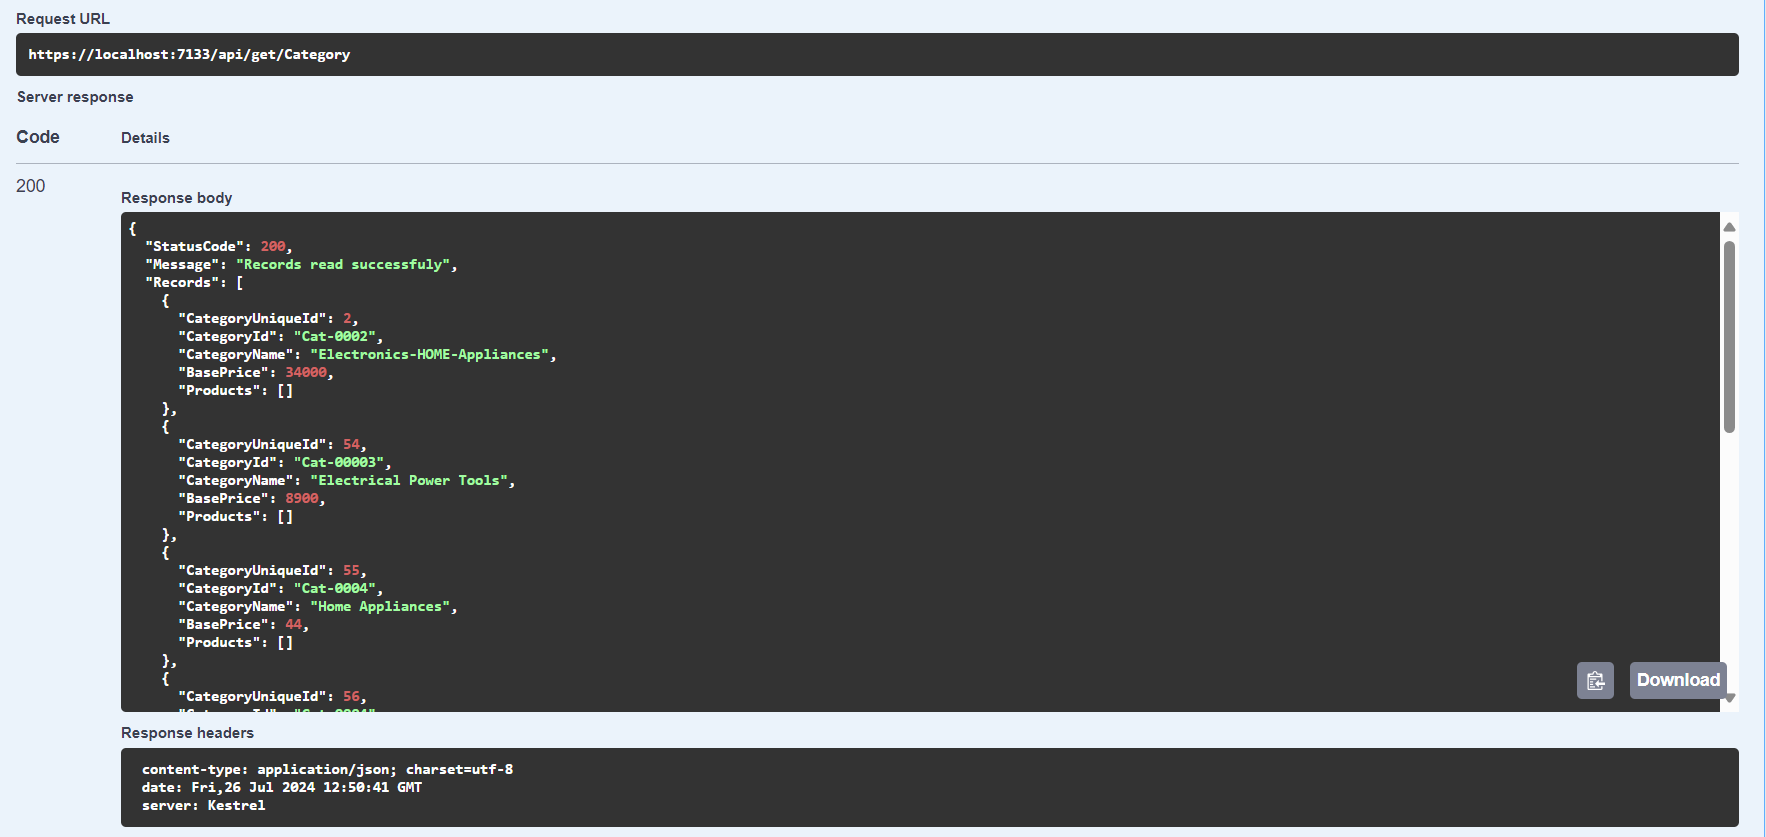 Request URL
https://localhost:7133/api/get/Category
Server response
Code Details
200
Response body
{
  "StatusCode": 200,
  "Message": "Records read successfuly",
  "Records": [
    {
      "CategoryUniqueId": 2,
      "CategoryId": "Cat-0002",
      "CategoryName": "Electronics-HOME-Appliances",
      "BasePrice": 34000,
      "Products": []
    },
    {
      "CategoryUniqueId": 54,
      "CategoryId": "Cat-00003",
      "CategoryName": "Electrical Power Tools",
      "BasePrice": 8900,
      "Products": []
    },
    {
      "CategoryUniqueId": 55,
      "CategoryId": "Cat-0004",
      "CategoryName": "Home Appliances",
      "BasePrice": 44,
      "Products": []
    },
    {
      "CategoryUniqueId": 56,
Download
Response headers
content-type: application/json; charset=utf-8
date: Fri,26 Jul 2024 12:50:41 GMT
server: Kestrel